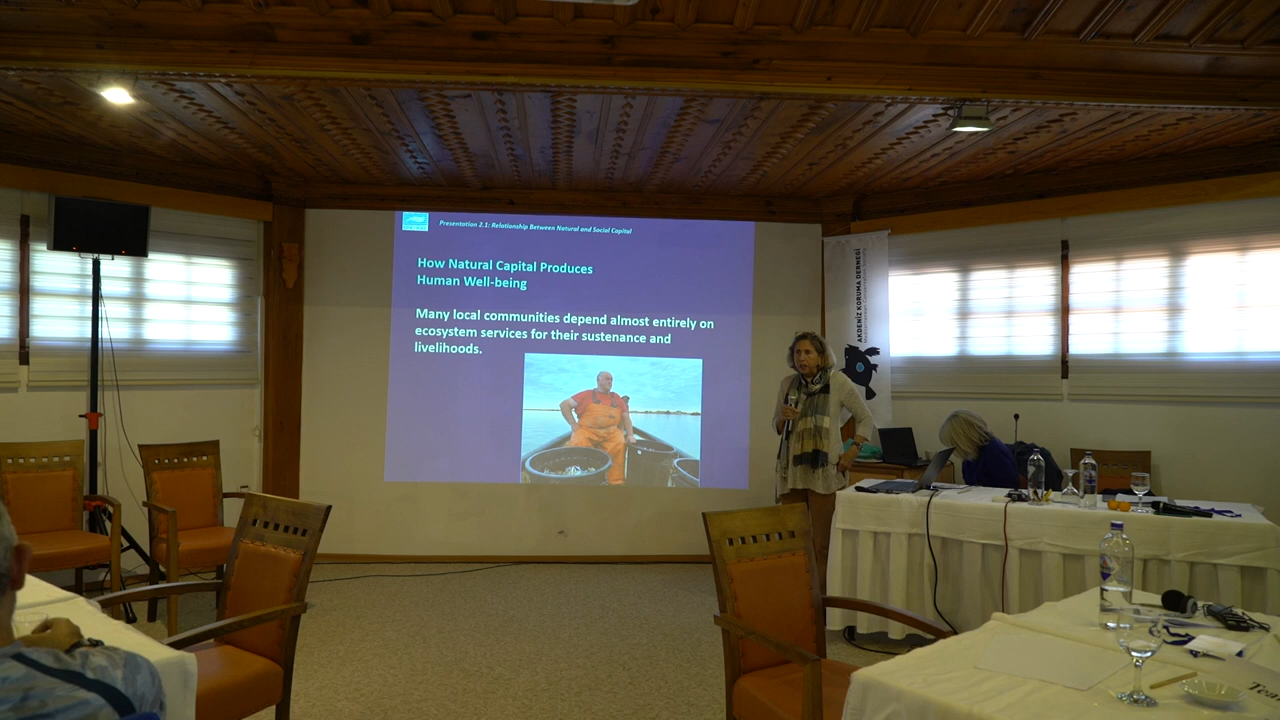 Presentation 2.1: Relationship Between Natural and Social Capital
How Natural Capital Produces
Human Well-being
Many local communities depend almost entirely on
ecosystem services for their sustenance and
livelihoods.
AKDENİZ KORUMA DERNEĞİ